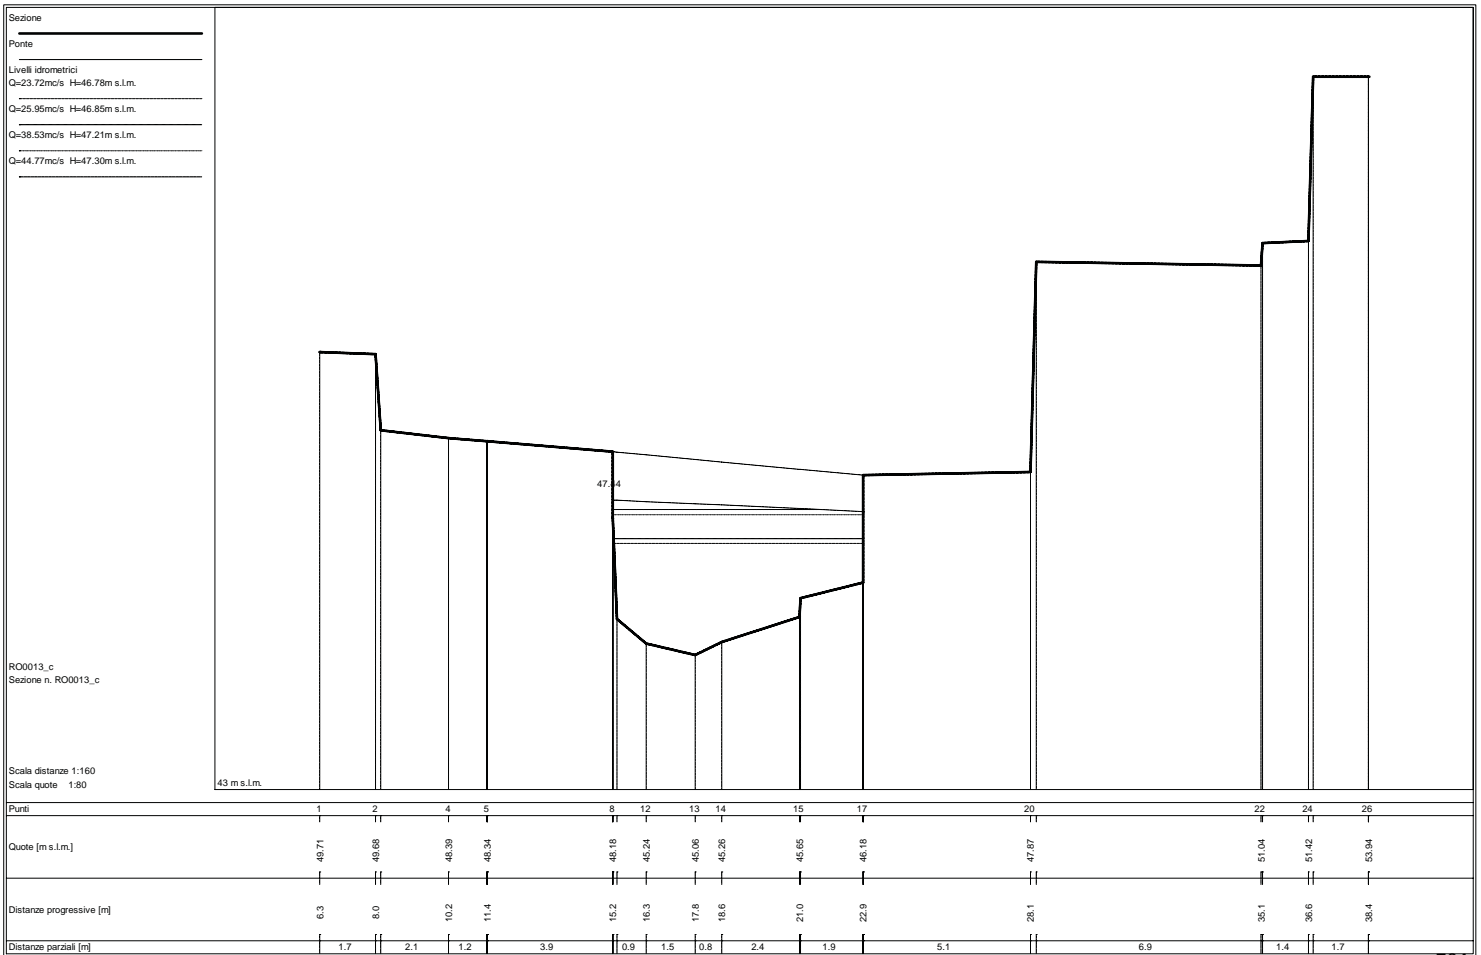 Sezione
Ponte
Livelli idrometrici
Q=23.72mc/s H=46.78m s.l.m.
Q=25.95mc/s H=46.85m s.l.m.
Q=38.53mc/s H=47.21m s.l.m.
Q=44.77mc/s H=47.30m s.l.m.
47.44
RO0013_c
Sezione n. RO0013_c
Scala distanze 1:160
Scala quote 1:80
43 m s.l.m.
Punti 1 2 4 5 8 12 13 14 15 17 20 22 24 26
Quote [m s.l.m.] 49.71 49.68 48.39 48.34 48.18 45.24 45.06 45.26 45.65 46.18 47.87 51.04 51.42 53.94
Distanze progressive [m] 6.3 8.0 10.2 11.4 15.2 16.3 17.8 18.6 21.0 22.9 28.1 35.1 36.6 38.4
Distanze parziali [m] 1.7 2.1 1.2 3.9 0.9 1.5 0.8 2.4 1.9 5.1 6.9 1.4 1.7